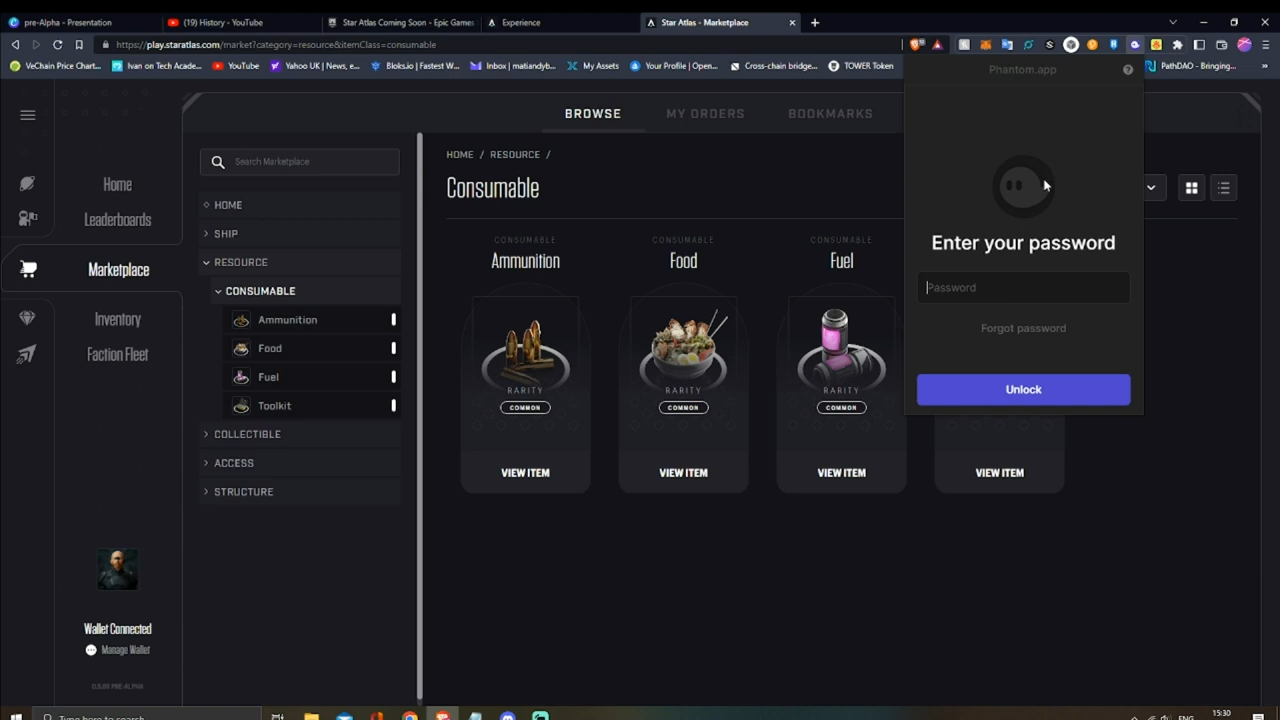 pre-Alpha - Presentation
(19) History - YouTube
Star Atlas Coming Soon - Epic Games
Experience
Star Atlas - Marketplace
https://play.staratlas.com/market?category=resource&itemClass=consumable
VeChain Price Chart...
Ivan on Tech Acade...
YouTube
Yahoo UK | News, e...
Bloks.io | Fastest W...
Inbox | matiandyb...
My Assets
Your Profile | Open...
Cross-chain bridge...
TOWER Token
PathDAO - Bringing...
Phantom.app
Enter your password
Password
Forgot password
Unlock
BROWSE
MY ORDERS
BOOKMARKS
Home
Leaderboards
Marketplace
Inventory
Faction Fleet
Wallet Connected
Manage Wallet
Search Marketplace
HOME
SHIP
RESOURCE
CONSUMABLE
Ammunition
Food
Fuel
Toolkit
COLLECTIBLE
ACCESS
STRUCTURE
HOME / RESOURCE /
Consumable
CONSUMABLE
Ammunition
RARITY
COMMON
VIEW ITEM
CONSUMABLE
Food
RARITY
COMMON
VIEW ITEM
CONSUMABLE
Fuel
RARITY
COMMON
VIEW ITEM
VIEW ITEM
Type here to search
ENG
15:30